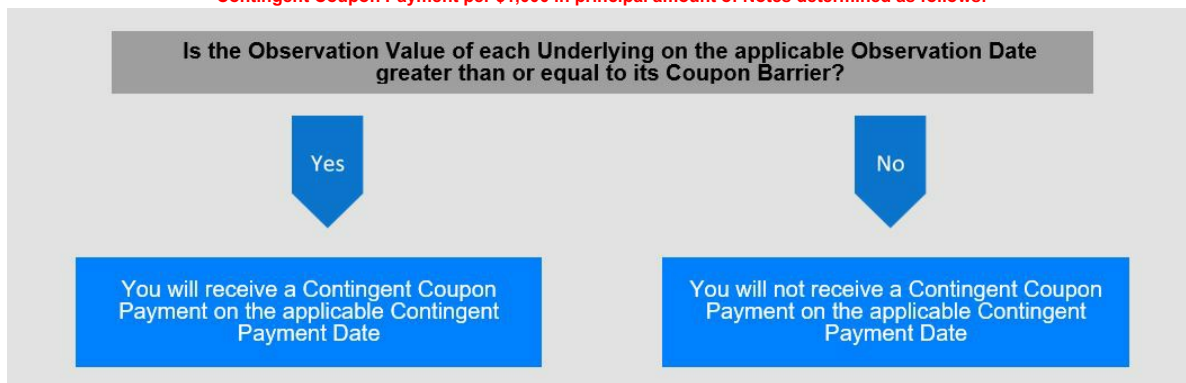 Contingent Coupon Payment per $1,000 in principal amount of Notes determined as follows:
Is the Observation Value of each Underlying on the applicable Observation Date
greater than or equal to its Coupon Barrier?
Yes
No
You will receive a Contingent Coupon
Payment on the applicable Contingent
Payment Date
You will not receive a Contingent Coupon
Payment on the applicable Contingent
Payment Date